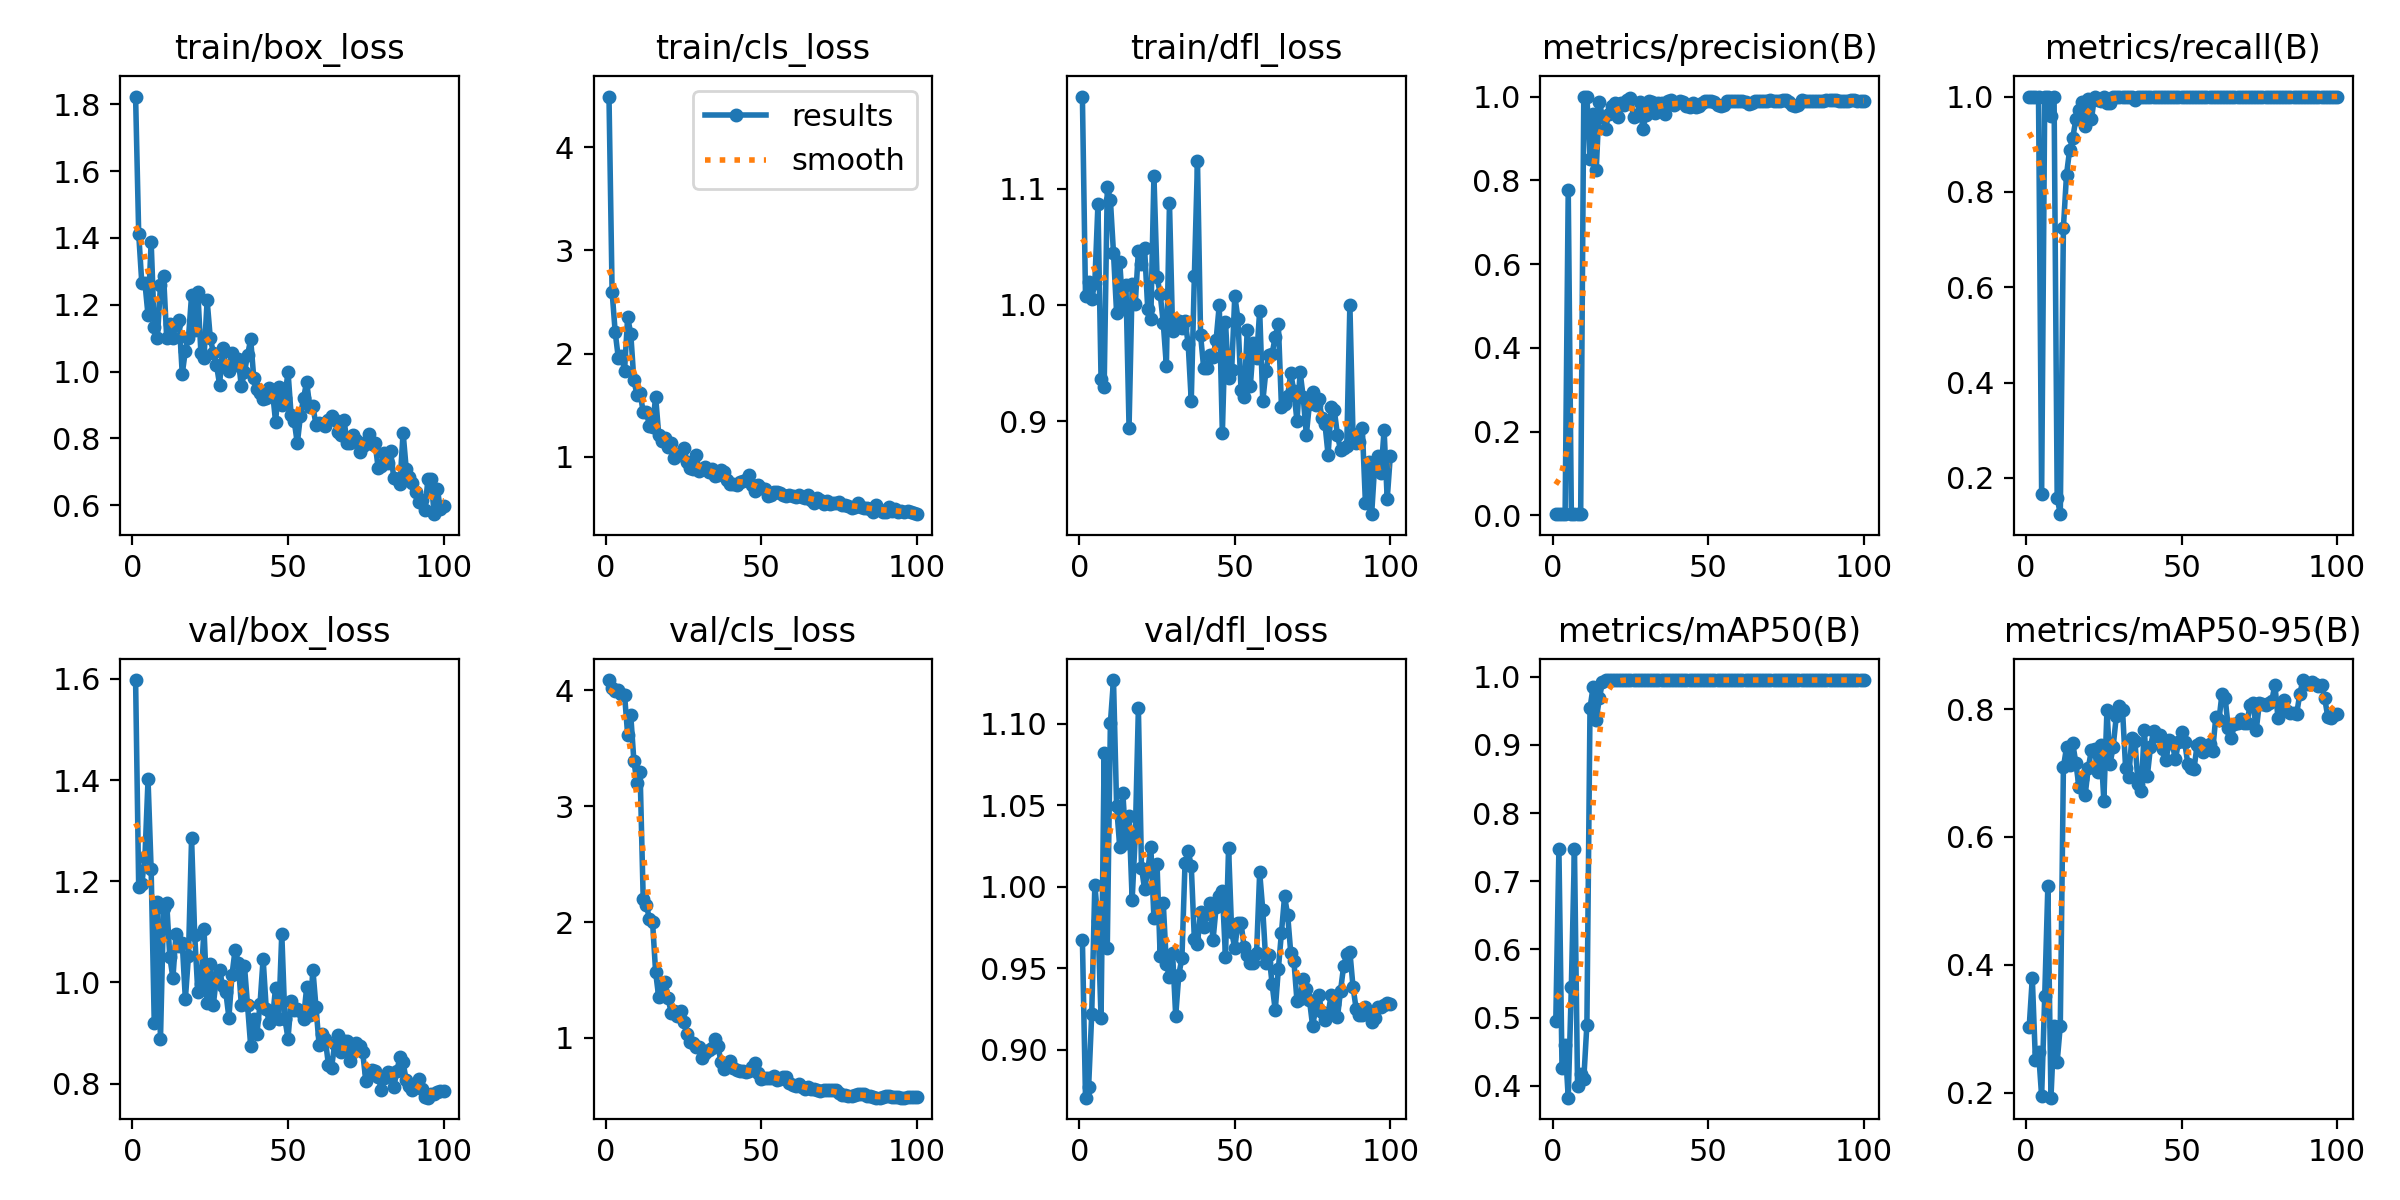 train/box_loss
1.8
1.6
1.4
1.2
1.0
0.8
0.6
0 50 100
train/cls_loss
results
smooth
4
3
2
1
0 50 100
train/dfl_loss
1.1
1.0
0.9
0 50 100
metrics/precision(B)
1.0
0.8
0.6
0.4
0.2
0.0
0 50 100
metrics/recall(B)
1.0
0.8
0.6
0.4
0.2
0 50 100
val/box_loss
1.6
1.4
1.2
1.0
0.8
0 50 100
val/cls_loss
4
3
2
1
0 50 100
val/dfl_loss
1.10
1.05
1.00
0.95
0.90
0 50 100
metrics/mAP50(B)
1.0
0.9
0.8
0.7
0.6
0.5
0.4
0 50 100
metrics/mAP50-95(B)
0.8
0.6
0.4
0.2
0 50 100